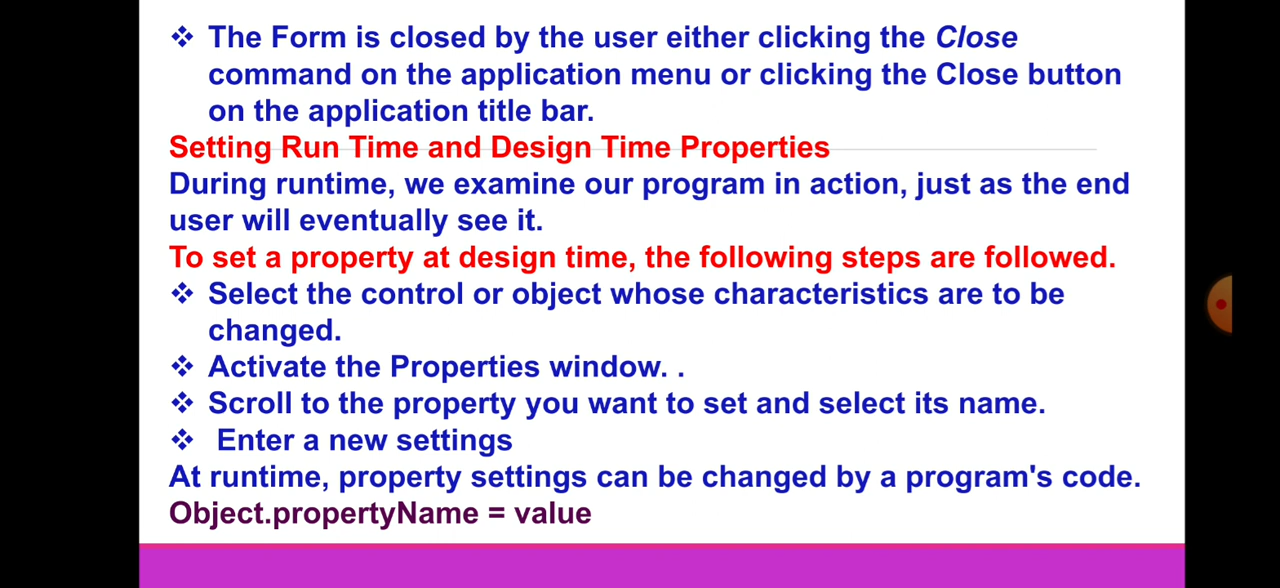 ❖ The Form is closed by the user either clicking the Close
command on the application menu or clicking the Close button
on the application title bar.
Setting Run Time and Design Time Properties
During runtime, we examine our program in action, just as the end
user will eventually see it.
To set a property at design time, the following steps are followed.
❖ Select the control or object whose characteristics are to be
changed.
❖ Activate the Properties window. .
❖ Scroll to the property you want to set and select its name.
❖ Enter a new settings
At runtime, property settings can be changed by a program's code.
Object.propertyName = value